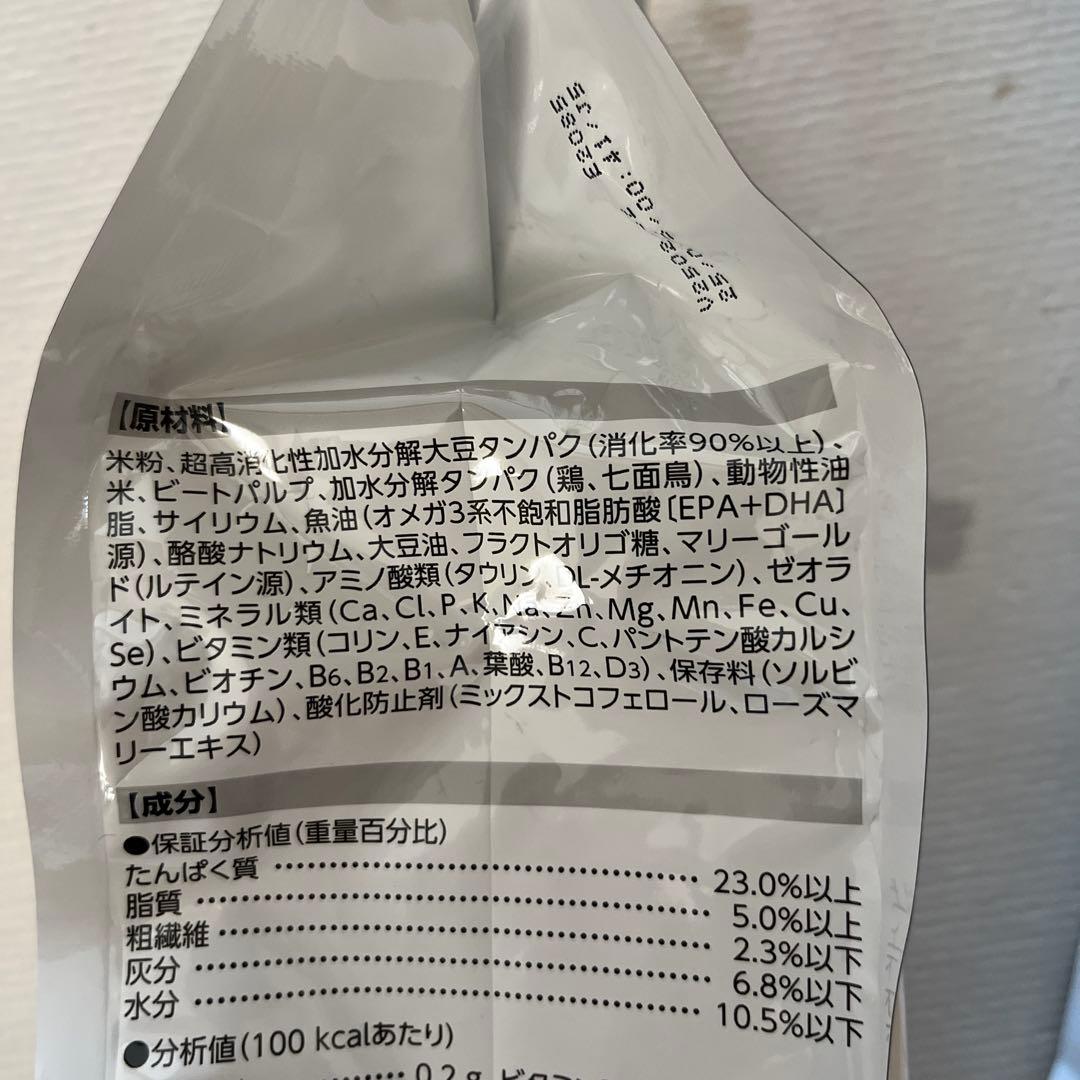 【原材料】
米粉、超高消化性加水分解大豆タンパク(消化率90%以上)、
米、ビートパルプ、加水分解タンパク(鶏、七面鳥)、動物性油
脂、サイリウム、魚油(オメガ3系不飽和脂肪酸[EPA+DHA]
源)、酪酸ナトリウム、大豆油、フラクトオリゴ糖、マリーゴール
ド(ルテイン源)、アミノ酸類(タウリン、DL-メチオニン)、ゼオラ
イト、ミネラル類(Ca、Cl、P、K、Na、Zn、Mg、Mn、Fe、Cu、
Se)、ビタミン類(コリン、E、ナイアシン、C、パントテン酸カルシ
ウム、ビオチン、B6、B2、B1、A、葉酸、B12、D3)、保存料(ソルビ
ン酸カリウム)、酸化防止剤(ミックストコフェロール、ローズマ
リーエキス)
【成分】
●保証分析値(重量百分比)
たんぱく質 23.0%以上
脂質 5.0%以上
粗繊維 2.3%以下
灰分 6.8%以下
水分 10.5%以下
●分析値(100 kcalあたり)
0.2g